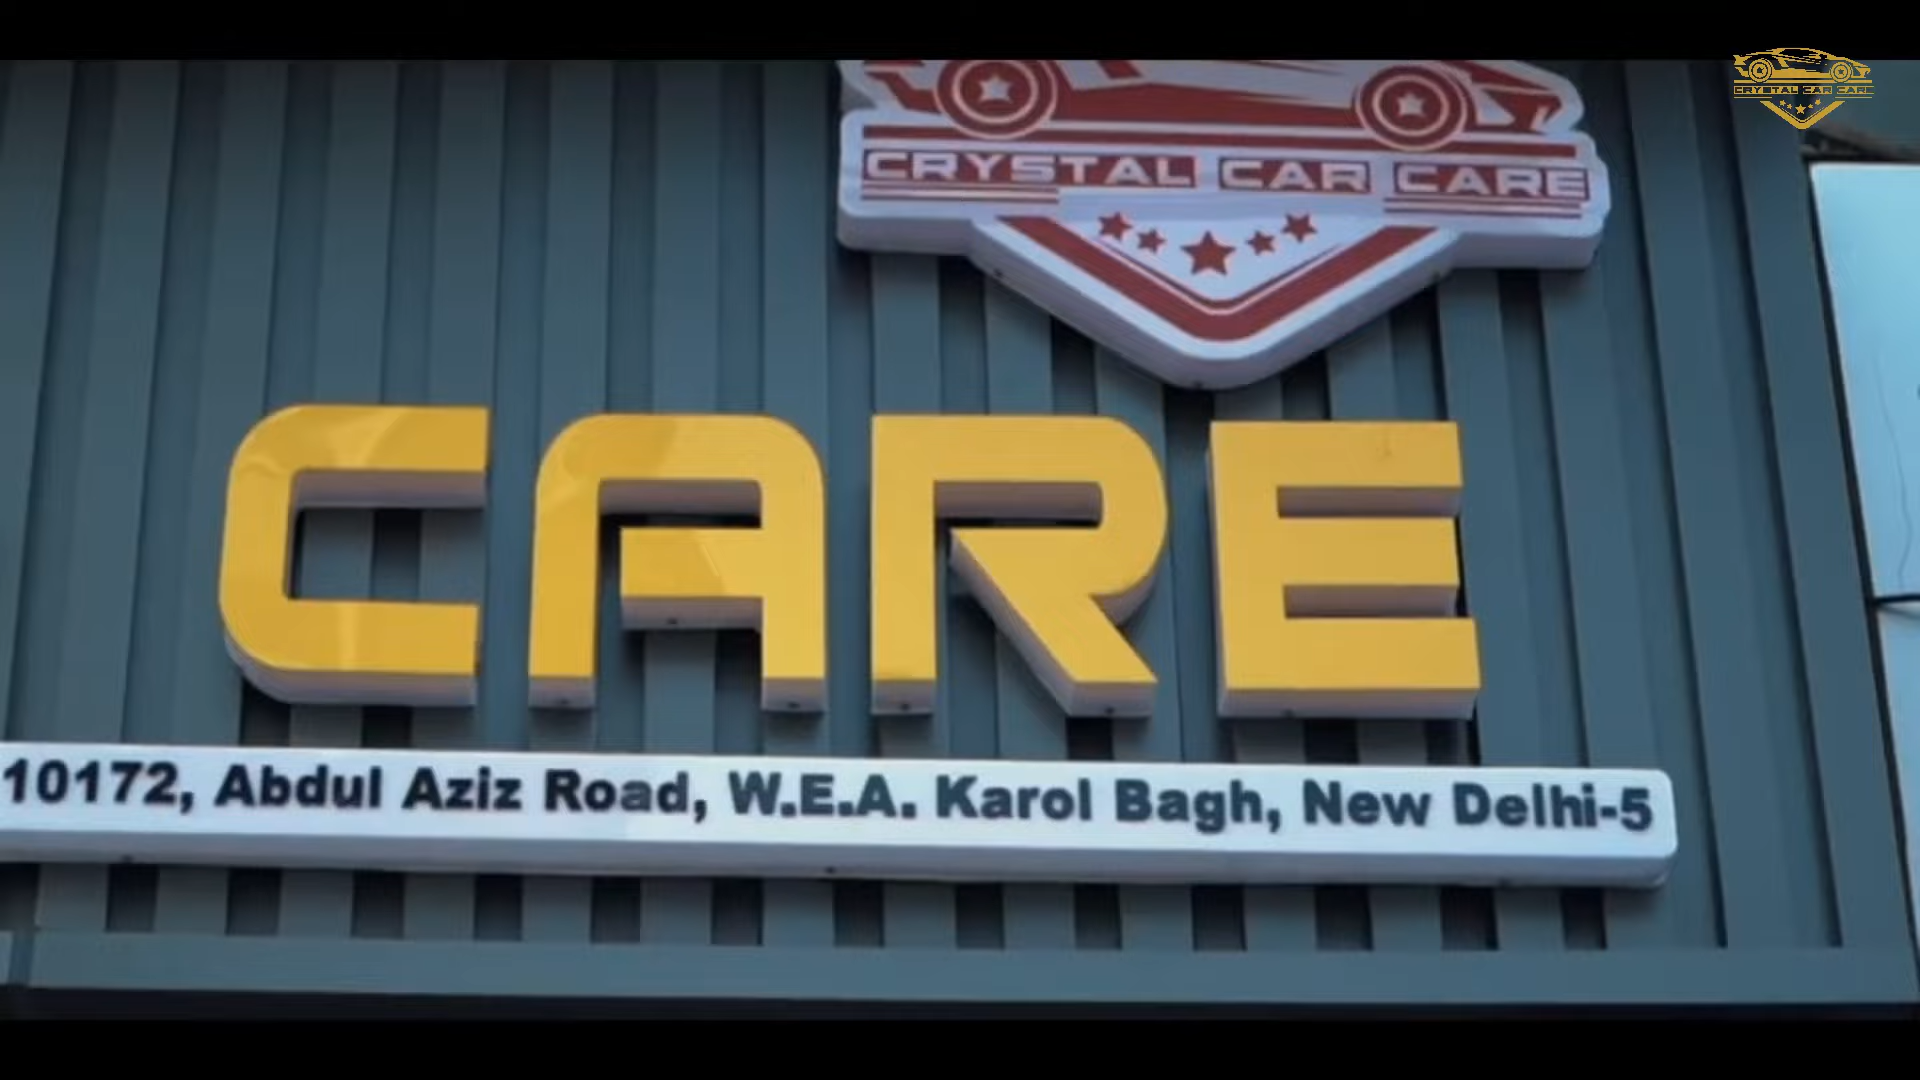 CRYSTAL CAR CARE
CRYSTAL CAR CARE
CARE
10172, Abdul Aziz Road, W.E.A. Karol Bagh, New Delhi-5